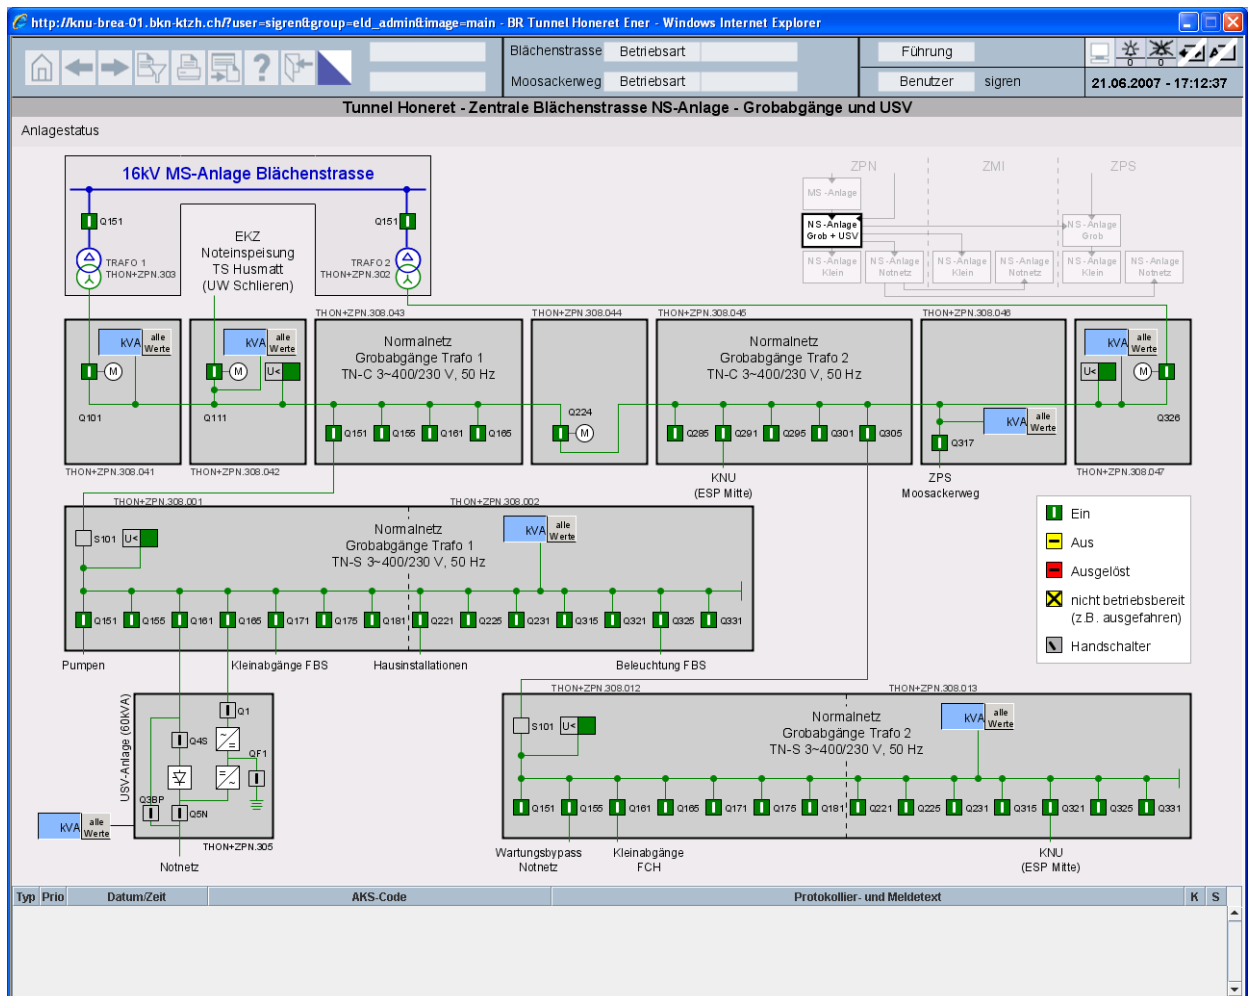 http://knu-brea-01.bkn-ktzh.ch/?user=sigren&group=eld_admin&image=main - BR Tunnel Honeret Ener - Windows Internet Explorer
Blächenstrasse Betriebsart
Führung
Moosackerweg Betriebsart
Benutzer sigren
0 0
21.06.2007 - 17:12:37
Tunnel Honeret - Zentrale Blächenstrasse NS-Anlage - Grobabgänge und USV
Anlagestatus
16kV MS-Anlage Blächenstrasse
Q151
Q151
TRAFO 1
THON+ZPN.303
TRAFO 2
THON+ZPN.302
EKZ
Noteinspeisung
TS Husmatt
(UW Schlieren)
ZPN ZMI ZPS
MS-Anlage
NS-Anlage
Grob + USV
NS-Anlage
Grob
NS-Anlage
Klein
NS-Anlage
Notnetz
NS-Anlage
Klein
NS-Anlage
Notnetz
NS-Anlage
Klein
NS-Anlage
Notnetz
THON+ZPN.308.043 THON+ZPN.308.044 THON+ZPN.308.045 THON+ZPN.308.046
kVA alle
Werte
M
Q101
THON+ZPN.308.041
kVA alle
Werte
M U<
Q111
THON+ZPN.308.042
Normalnetz
Grobabgänge Trafo 1
TN-C 3~400/230 V, 50 Hz
Q151 Q155 Q161 Q165
Q224
M
Normalnetz
Grobabgänge Trafo 2
TN-C 3~400/230 V, 50 Hz
Q285 Q291 Q295 Q301 Q305
KNU
(ESP Mitte)
kVA alle
Werte
Q317
ZPS
Moosackerweg
kVA alle
Werte
U< M
Q326
THON+ZPN.308.047
THON+ZPN.308.001 THON+ZPN.308.002
S101 U<
Normalnetz
Grobabgänge Trafo 1
TN-S 3~400/230 V, 50 Hz
kVA alle
Werte
Q151 Q155 Q161 Q165 Q171 Q175 Q181 Q221 Q225 Q231 Q315 Q321 Q325 Q331
Pumpen Kleinabgänge FBS Hausinstallationen Beleuchtung FBS
Ein
Aus
Ausgelöst
nicht betriebsbereit
(z.B. ausgefahren)
Handschalter
USV-Anlage (60kVA)
Q1
Q4S
QF1
Q3BP
Q5N
kVA alle
Werte
THON+ZPN.305
Notnetz
THON+ZPN.308.012 THON+ZPN.308.013
S101 U<
Normalnetz
Grobabgänge Trafo 2
TN-S 3~400/230 V, 50 Hz
kVA alle
Werte
Q151 Q155 Q161 Q165 Q171 Q175 Q181 Q221 Q225 Q231 Q315 Q321 Q325 Q331
Wartungsbypass
Notnetz
Kleinabgänge
FCH
KNU
(ESP Mitte)
Typ Prio Datum/Zeit AKS-Code Protokollier- und Meldetext K S